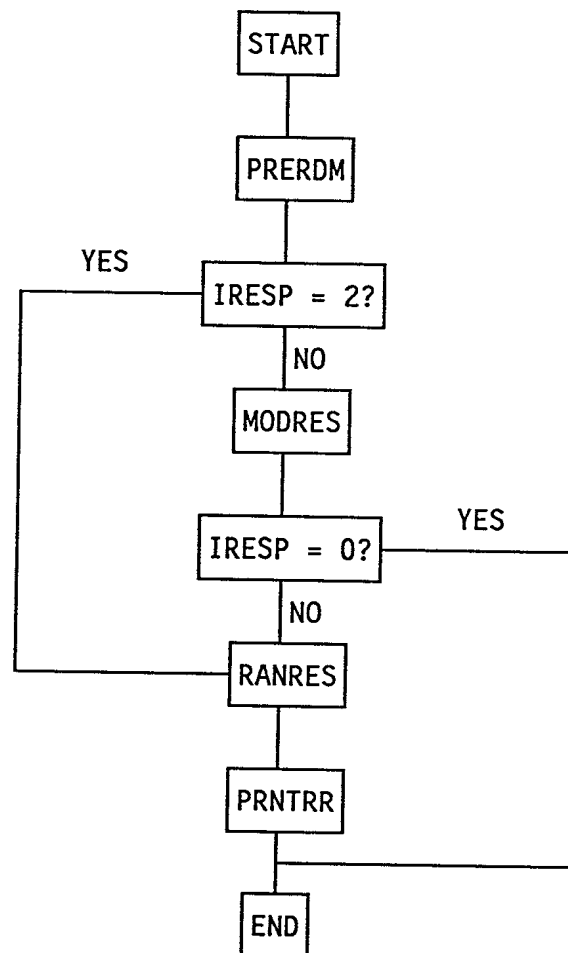 START
PRERDM
YES
IRESP = 2?
NO
MODRES
YES
IRESP = 0?
NO
RANRES
PRNTRR
END